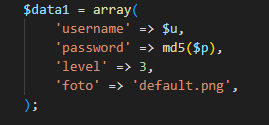 $data1 = array(
'username' => $u,
'password' => md5($p),
'level' => 3,
'foto' => 'default.png',
);